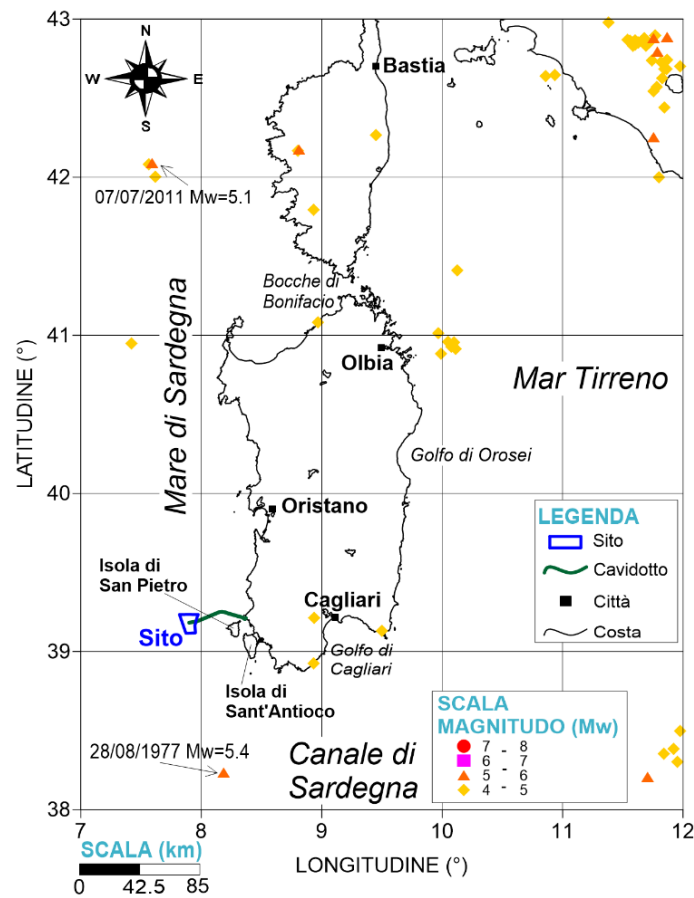 43
42
41
40
39
38
LATITUDINE (°)
N
W
E
S
Bastia
07/07/2011 Mw=5.1
Bocche di
Bonifacio
Mare di Sardegna
Olbia
Mar Tirreno
Golfo di Orosei
Oristano
Isola di
San Pietro
Cagliari
Sito
Golfo di
Cagliari
Isola di
Sant'Antioco
28/08/1977 Mw=5.4
Canale di
Sardegna
LEGENDA
Sito
Cavidotto
Città
Costa
SCALA
MAGNITUDO (Mw)
7 - 8
6 - 7
5 - 6
4 - 5
7 8 9 10 11 12
LONGITUDINE (°)
SCALA (km)
0 42.5 85